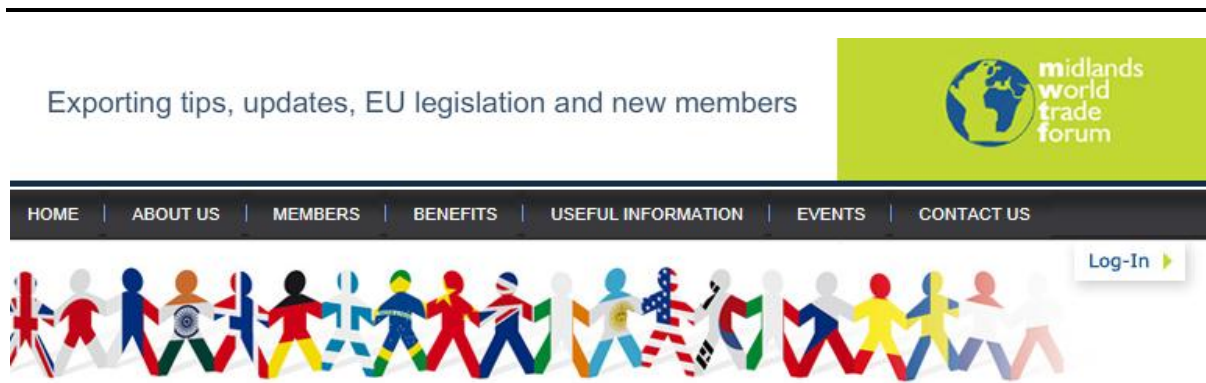 Exporting tips, updates, EU legislation and new members
midlands
world
trade
forum
HOME ABOUT US MEMBERS BENEFITS USEFUL INFORMATION EVENTS CONTACT US
Log-In